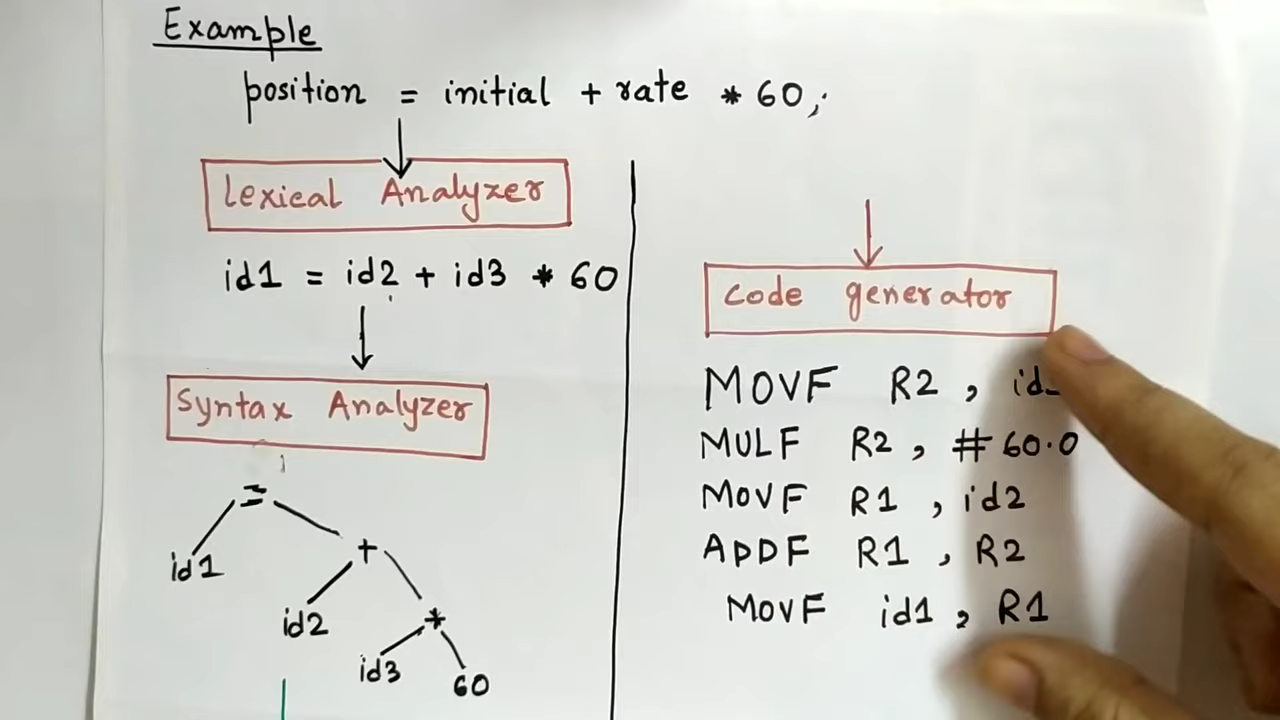 Example
position = initial + rate * 60;
Lexical Analyzer
id1 = id2 + id3 * 60
Syntax Analyzer
=
id1 +
id2 *
id3 60
Code generator
MOVF R2,
MULF R2, #60.0
MOVF R1, id2
ADDF R1, R2
MOVF id1, R1